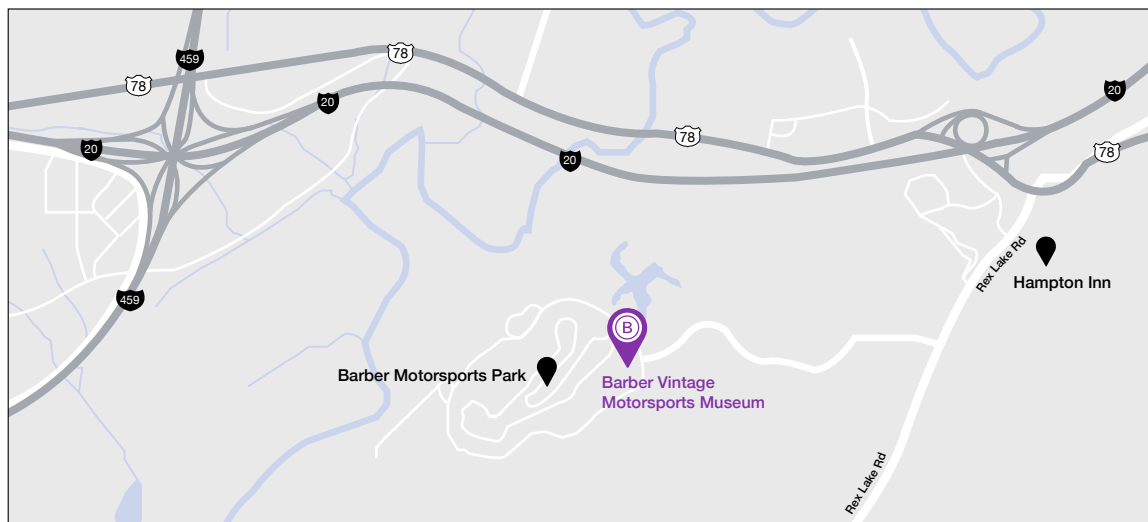 459
78
78
20
20
78
20
20
78
Rex Lake Rd
Hampton Inn
459
B
Barber Motorsports Park
Barber Vintage
Motorsports Museum
Rex Lake Rd